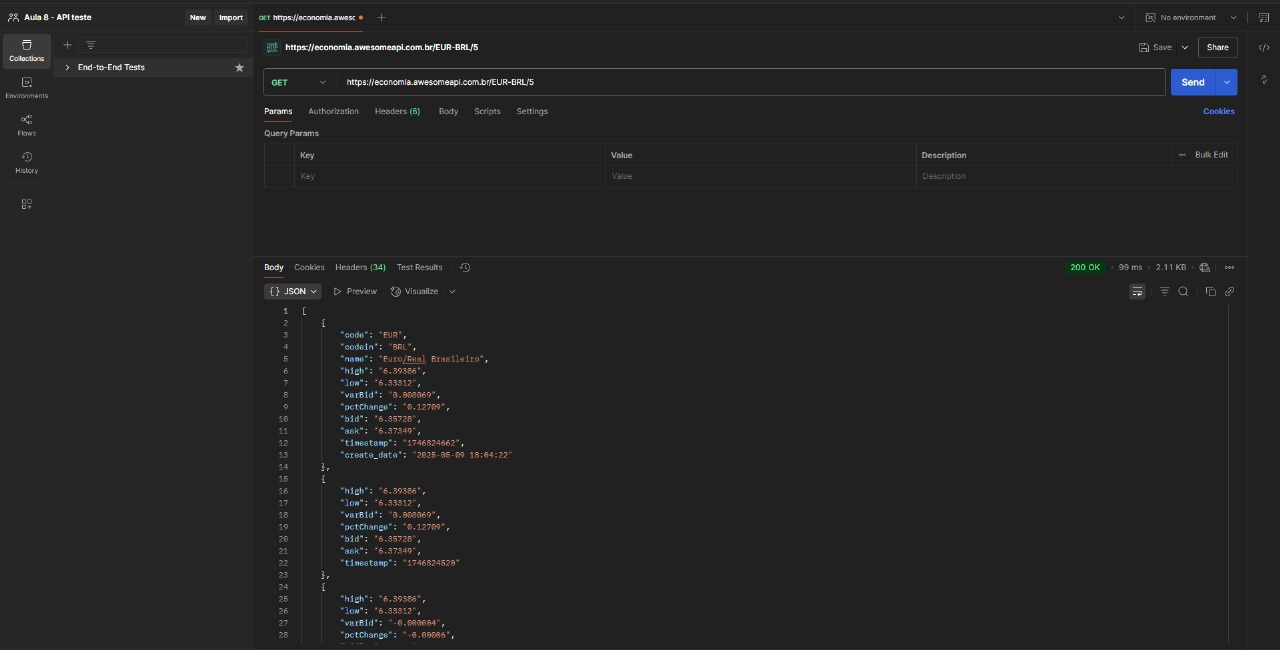 Aula 8 - API teste
New
Import
GET https://economia.awesc
No environment
Collections
Environments
Flows
History
End-to-End Tests
https://economia.awesomeapi.com.br/EUR-BRL/5
Save
Share
GET
https://economia.awesomeapi.com.br/EUR-BRL/5
Send
Params
Authorization
Headers (6)
Body
Scripts
Settings
Cookies
Query Params
Key
Value
Description
Bulk Edit
Key
Value
Description
Body
Cookies
Headers (34)
Test Results
200 OK
99 ms
2.11 KB
{} JSON
Preview
Visualize
1 [
2 {
3 "code": "EUR",
4 "codein": "BRL",
5 "name": "Euro/Real Brasileiro",
6 "high": "6.39386",
7 "low": "6.33312",
8 "varBid": "0.008069",
9 "pctChange": "0.12709",
10 "bid": "6.35728",
11 "ask": "6.37349",
12 "timestamp": "1746824662",
13 "create_date": "2025-05-09 18:04:22"
14 },
15 {
16 "high": "6.39386",
17 "low": "6.33312",
18 "varBid": "0.008069",
19 "pctChange": "0.12709",
20 "bid": "6.35728",
21 "ask": "6.37349",
22 "timestamp": "1746824520"
23 },
24 {
25 "high": "6.39386",
26 "low": "6.33312",
27 "varBid": "-0.000004",
28 "pctChange": "-0.00006",